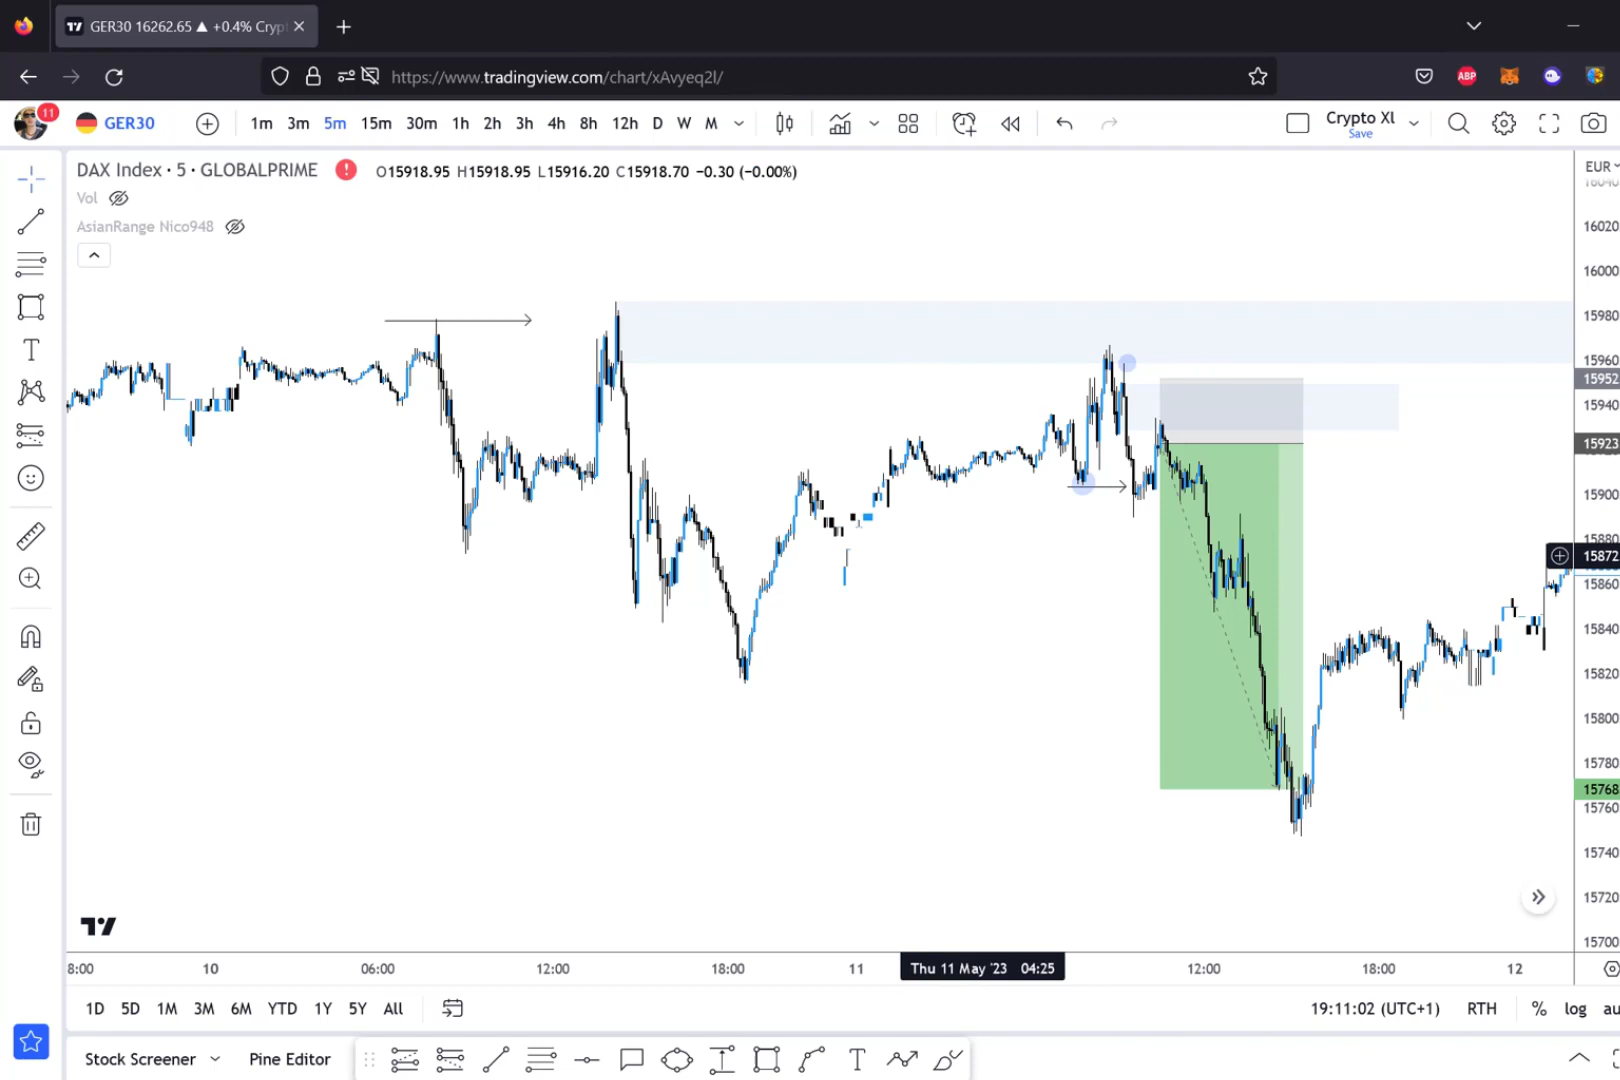 GER30 16262.65 ▲ +0.4% Cryp
https://www.tradingview.com/chart/xAvyeq2l/
ABP
11
GER30
1m 3m 5m 15m 30m 1h 2h 3h 4h 8h 12h D W M
Crypto Xl
Save
DAX Index · 5 · GLOBALPRIME
O15918.95 H15918.95 L15916.20 C15918.70 −0.30 (−0.00%)
EUR
Vol
AsianRange Nico948
16040
16020
16000
15980
15960
15952
15940
15923
15900
15880
15872
15860
15840
15820
15800
15780
15768
15760
15740
15720
15700
8:00 10 06:00 12:00 18:00 11 Thu 11 May '23 04:25 12:00 18:00 12
1D 5D 1M 3M 6M YTD 1Y 5Y All
19:11:02 (UTC+1) RTH % log au
Stock Screener Pine Editor